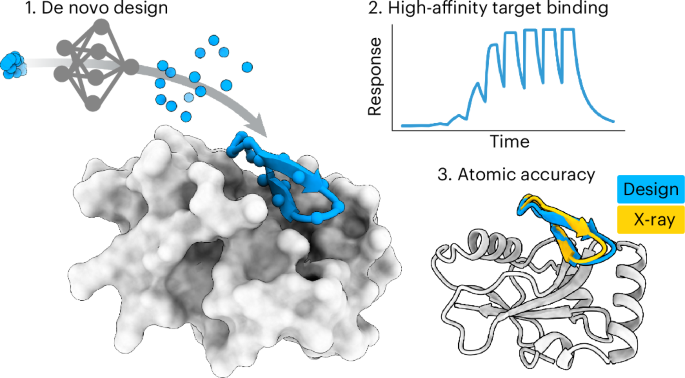 1. De novo design
2. High-affinity target binding
Response
Time
3. Atomic accuracy
Design
X-ray